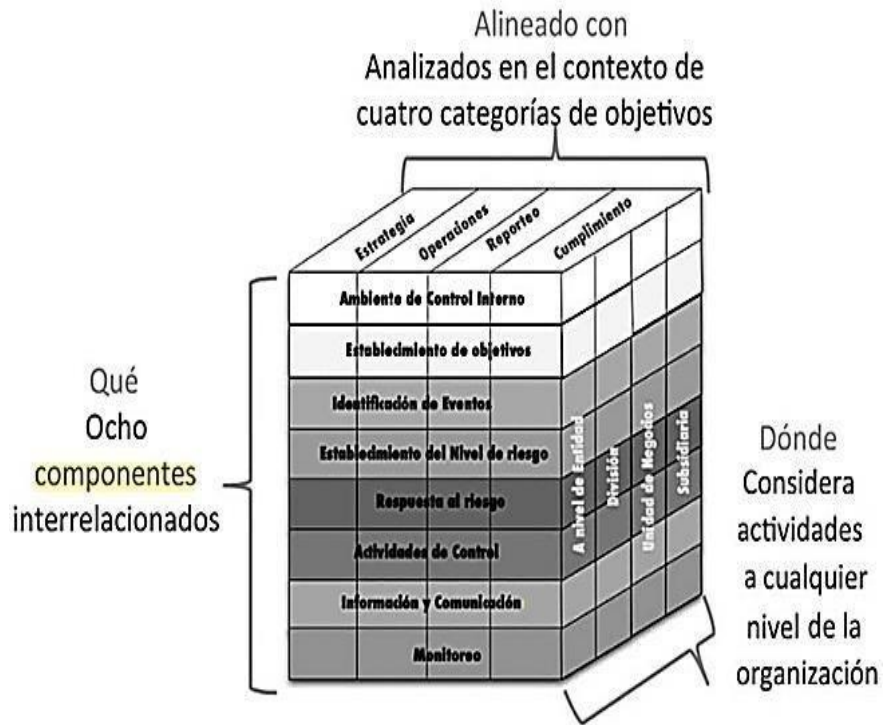 Alineado con
Analizados en el contexto de
cuatro categorías de objetivos
Estrategia
Operaciones
Reporteo
Cumplimiento
Ambiente de Control Interno
Establecimiento de objetivos
Identificación de Eventos
Establecimiento del Nivel de riesgo
Respuesta al riesgo
Actividades de Control
Información y Comunicación
Monitoreo
A nivel de Entidad
División
Unidad de Negocios
Subsidiaria
Qué
Ocho
componentes
interrelacionados
Dónde
Considera
actividades
a cualquier
nivel de la
organización